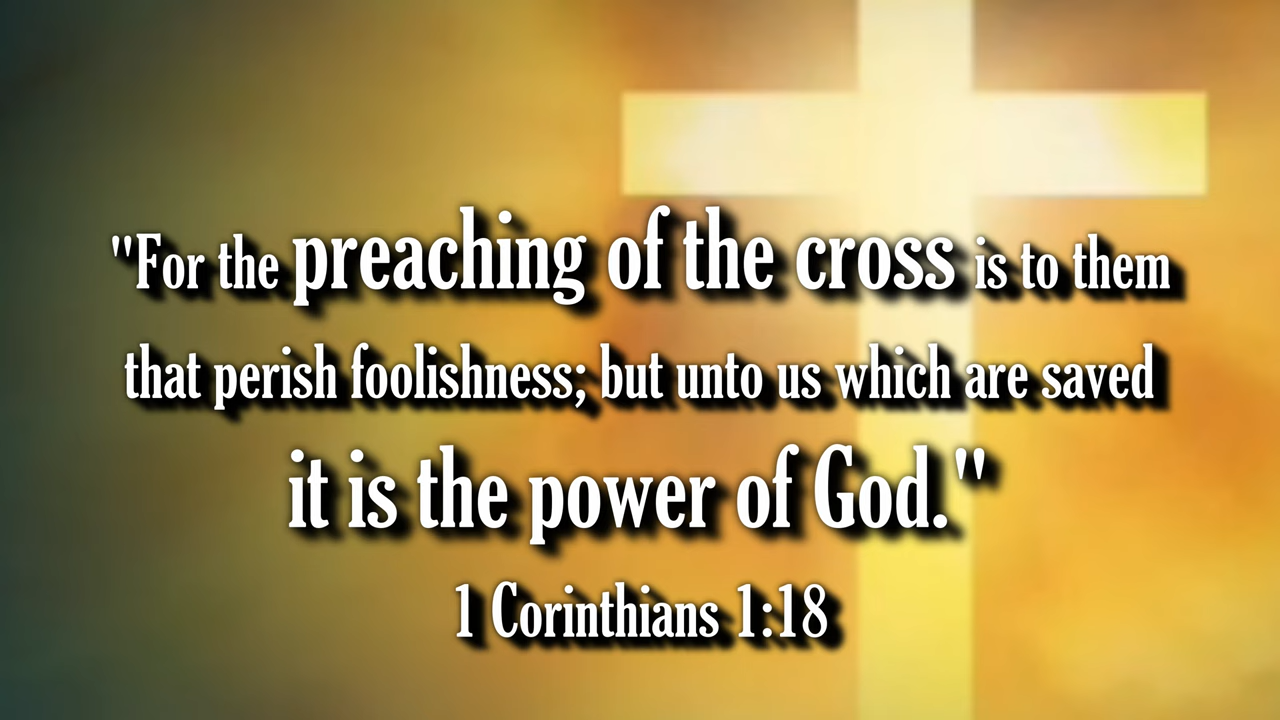 "For the preaching of the cross is to them
that perish foolishness; but unto us which are saved
it is the power of God."
1 Corinthians 1:18